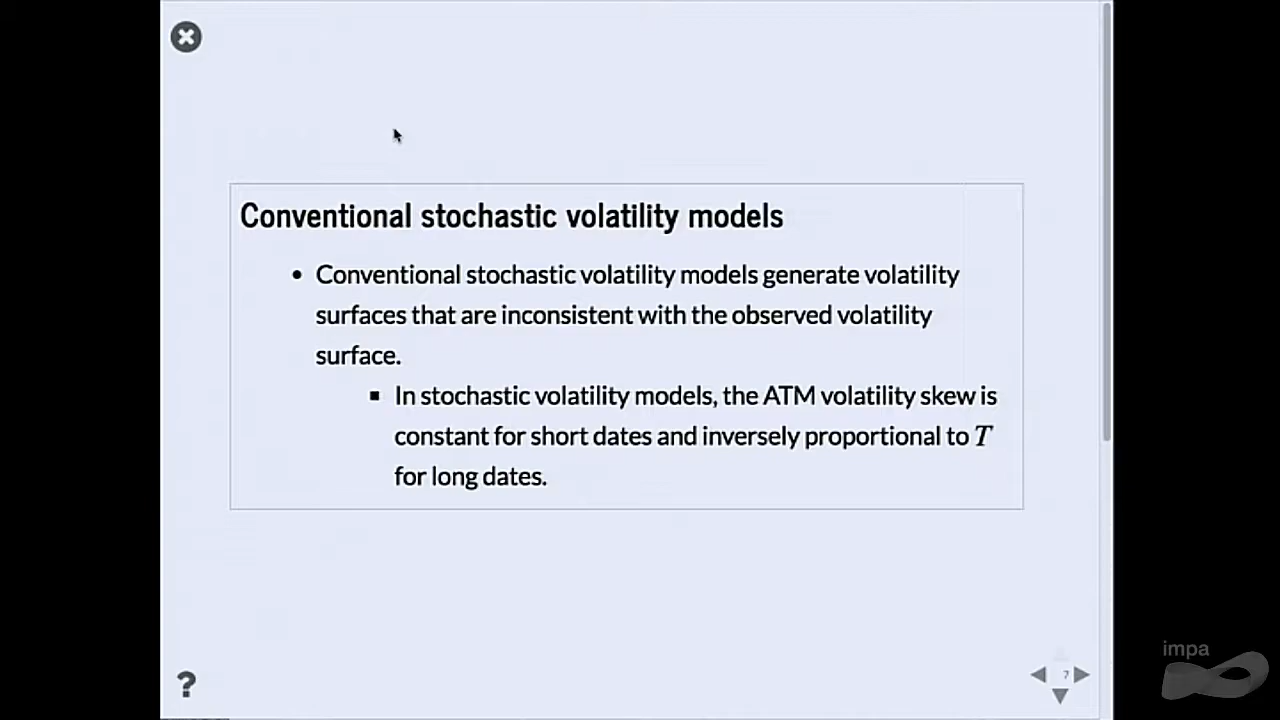 Conventional stochastic volatility models
• Conventional stochastic volatility models generate volatility
surfaces that are inconsistent with the observed volatility
surface.
▪ In stochastic volatility models, the ATM volatility skew is
constant for short dates and inversely proportional to T
for long dates.
impa
?
7